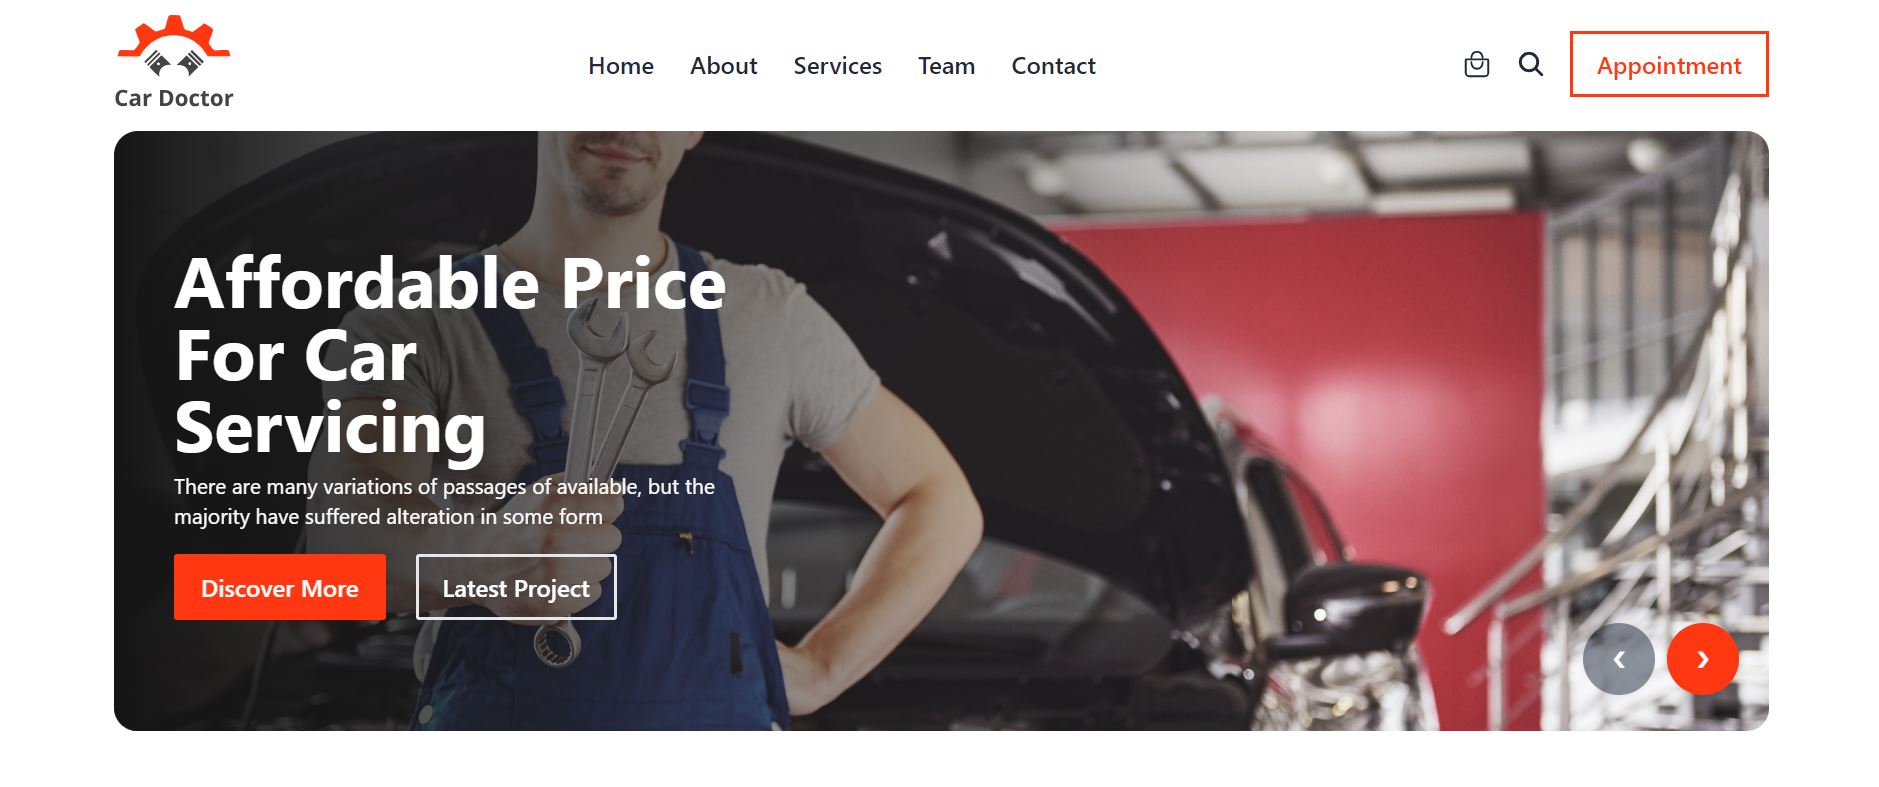 Car Doctor
Home About Services Team Contact
Appointment
Affordable Price
For Car
Servicing
There are many variations of passages of available, but the
majority have suffered alteration in some form
Discover More
Latest Project